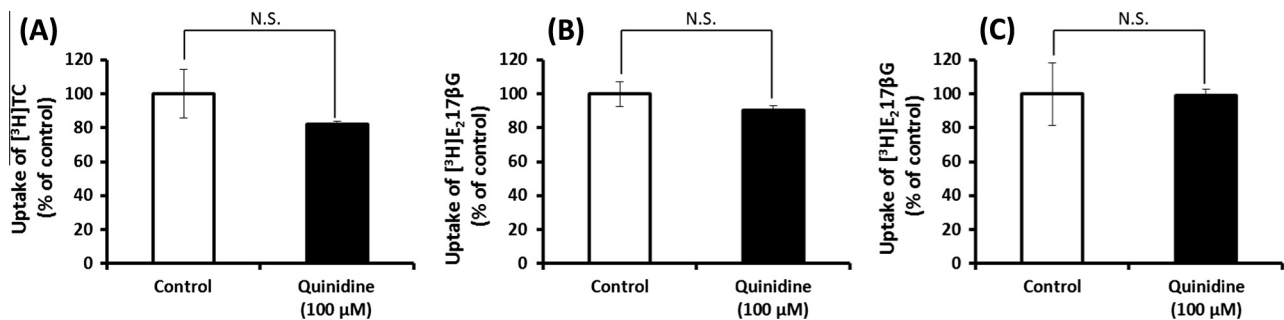 (A)
N.S.
Uptake of [³H]TC
(% of control)
120
100
80
60
40
20
0
Control
Quinidine
(100 µM)
(B)
N.S.
Uptake of [³H]E₂17βG
(% of control)
120
100
80
60
40
20
0
Control
Quinidine
(100 µM)
(C)
N.S.
Uptake of [³H]E₂17βG
(% of control)
120
100
80
60
40
20
0
Control
Quinidine
(100 µM)